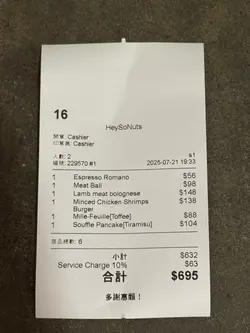 16
HeySoNuts
開單: Cashier
印單員: Cashier
人數: 2
s1
編號: 229570 #1
2025-07-21 19:33
1 Espresso Romano $56
1 Meat Ball $98
1 Lamb meat bolognese $148
1 Minced Chicken Shrimps $138
Burger
1 Mille-Feuille[Toffee] $88
1 Souffle Pancake[Tiramisu] $104
商品總數: 6
小計 $632
Service Charge 10% $63
合計 $695
多謝惠顧！